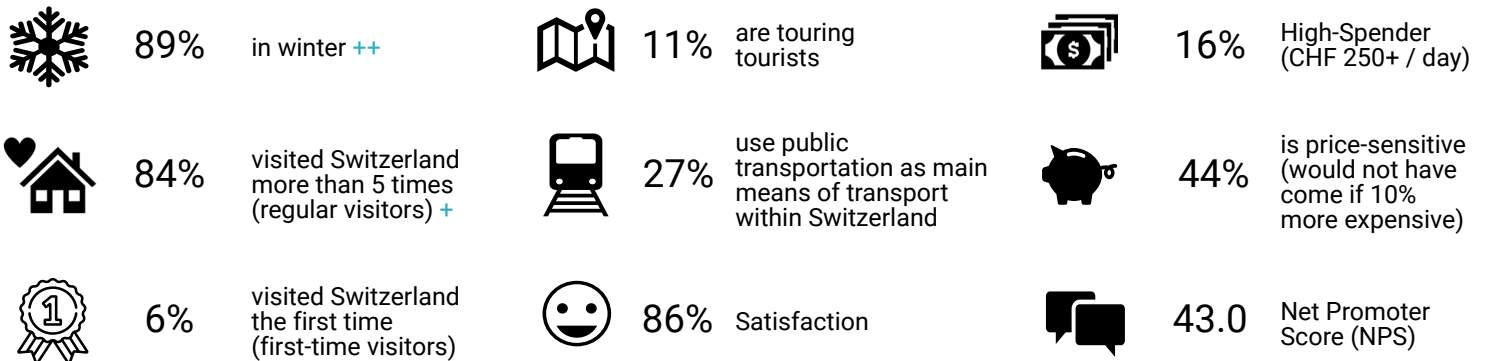 89%
in winter ++
11%
are touring
tourists
16%
High-Spender
(CHF 250+ / day)
84%
visited Switzerland
more than 5 times
(regular visitors) +
27%
use public
transportation as main
means of transport
within Switzerland
$
44%
is price-sensitive
(would not have
come if 10%
more expensive)
1
6%
visited Switzerland
the first time
(first-time visitors)
86%
Satisfaction
43.0
Net Promoter
Score (NPS)